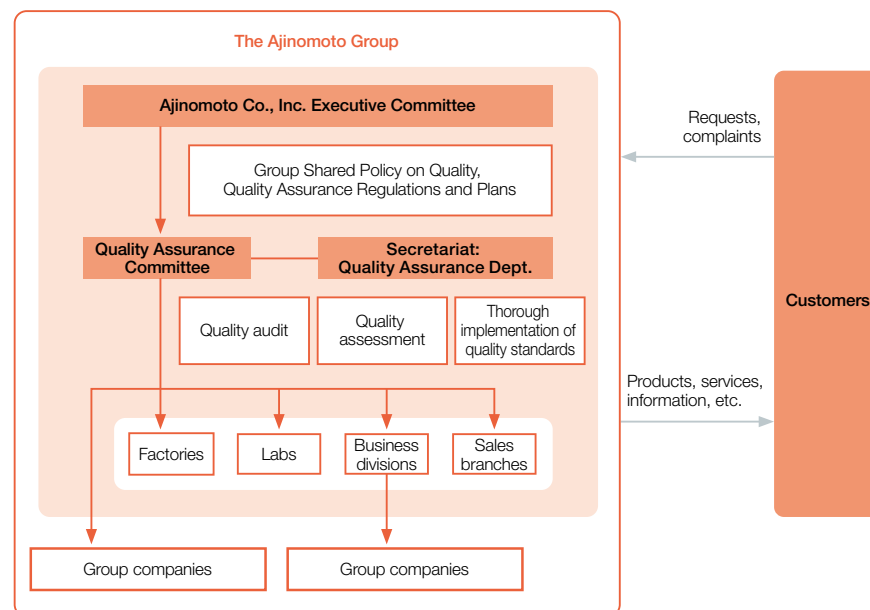 The Ajinomoto Group
Ajinomoto Co., Inc. Executive Committee
Group Shared Policy on Quality,
Quality Assurance Regulations and Plans
Quality Assurance
Committee
Secretariat:
Quality Assurance Dept.
Quality audit
Quality
assessment
Thorough
implementation of
quality standards
Factories
Labs
Business
divisions
Sales
branches
Group companies
Group companies
Requests,
complaints
Products, services,
information, etc.
Customers